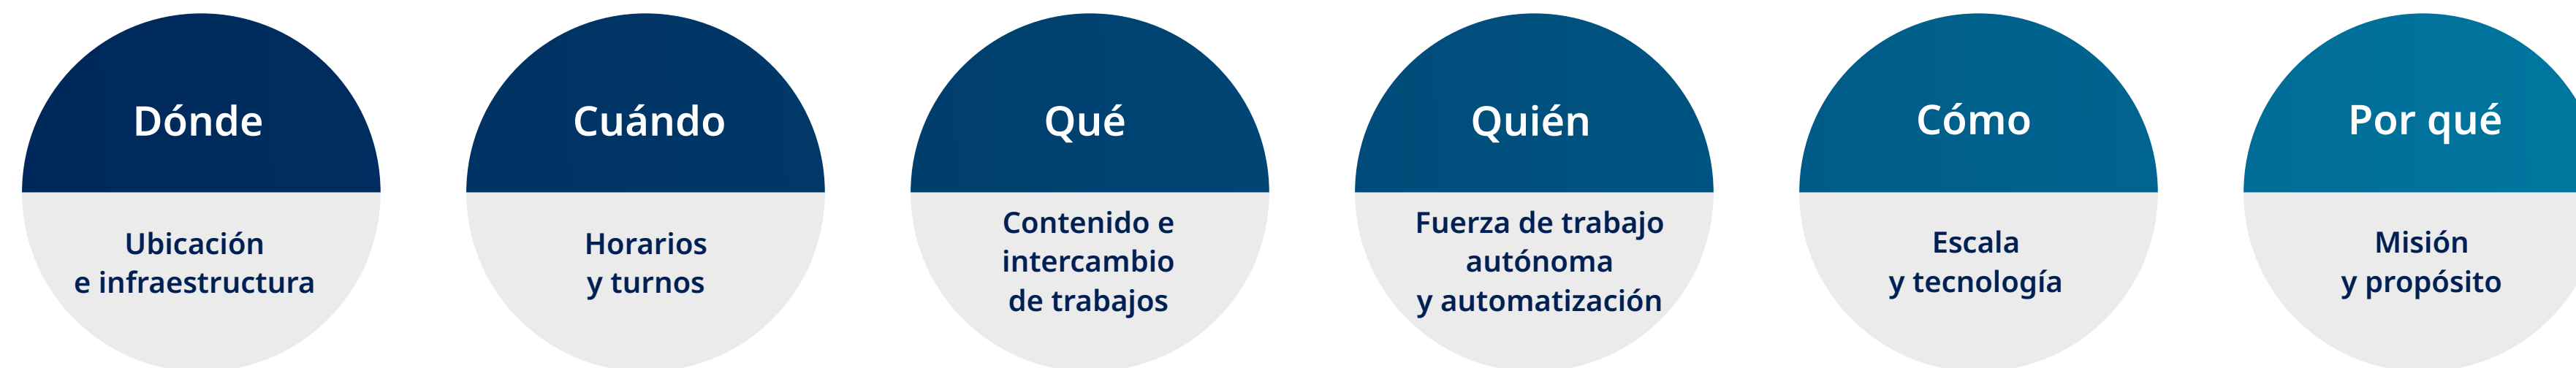 Dónde
Ubicación
e infraestructura
Cuándo
Horarios
y turnos
Qué
Contenido e
intercambio
de trabajos
Quién
Fuerza de trabajo
autónoma
y automatización
Cómo
Escala
y tecnología
Por qué
Misión
y propósito